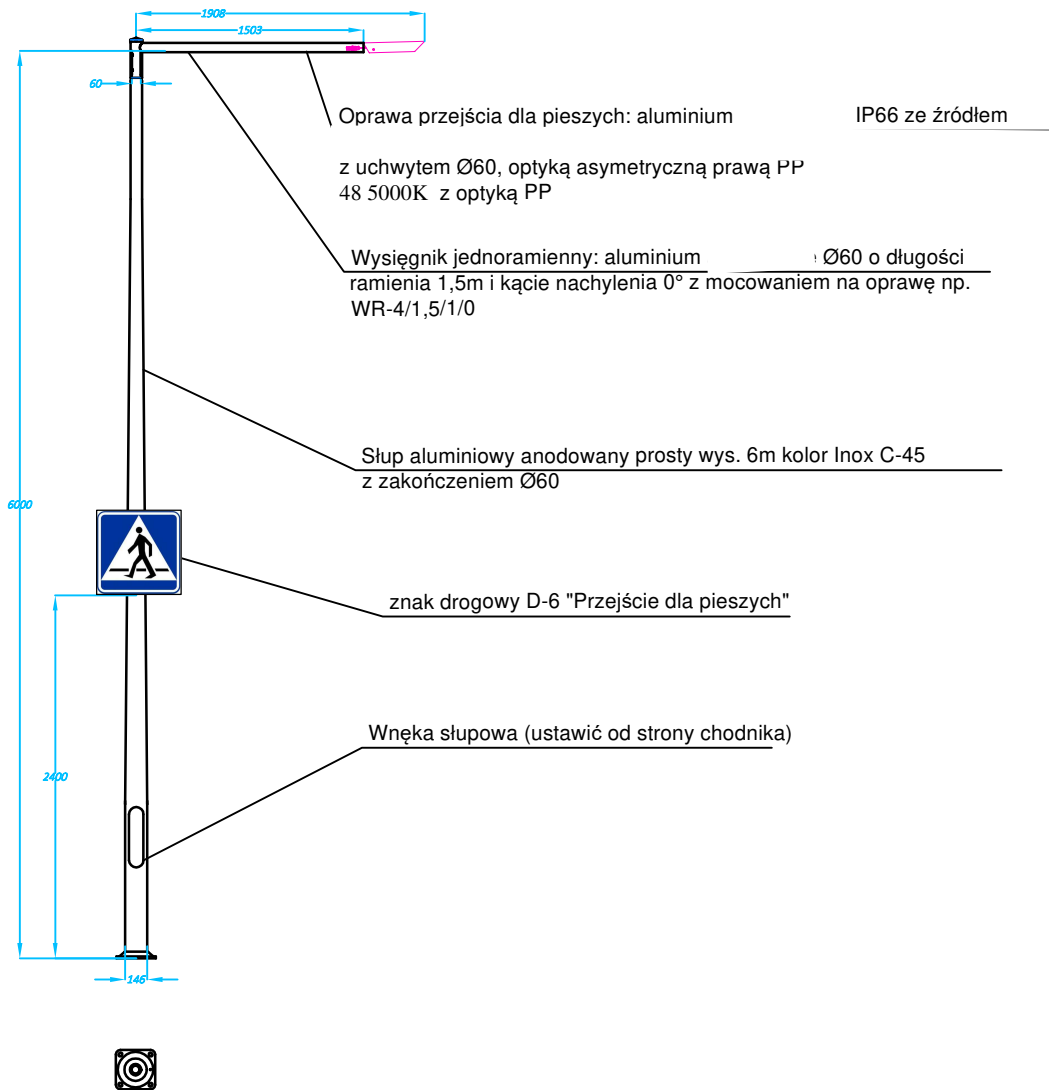 1908
1503
60
Oprawa przejścia dla pieszych: aluminium IP66 ze źródłem
z uchwytem Ø60, optyką asymetryczną prawą PP
48 5000K z optyką PP
Wysięgnik jednoramienny: aluminium Ø60 o długości
ramienia 1,5m i kącie nachylenia 0° z mocowaniem na oprawę np.
WR-4/1,5/1/0
Słup aluminiowy anodowany prosty wys. 6m kolor Inox C-45
z zakończeniem Ø60
6000
znak drogowy D-6 "Przejście dla pieszych"
Wnęka słupowa (ustawić od strony chodnika)
2400
146